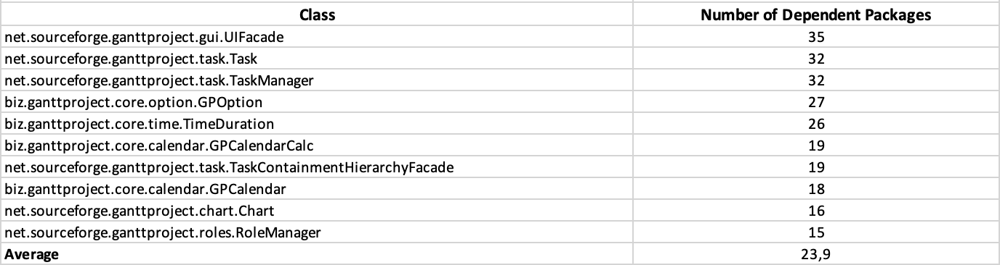 Class Number of Dependent Packages
net.sourceforge.ganttproject.gui.UIFacade 35
net.sourceforge.ganttproject.task.Task 32
net.sourceforge.ganttproject.task.TaskManager 32
biz.ganttproject.core.option.GPOption 27
biz.ganttproject.core.time.TimeDuration 26
biz.ganttproject.core.calendar.GPCalendarCalc 19
net.sourceforge.ganttproject.task.TaskContainmentHierarchyFacade 19
biz.ganttproject.core.calendar.GPCalendar 18
net.sourceforge.ganttproject.chart.Chart 16
net.sourceforge.ganttproject.roles.RoleManager 15
Average 23,9